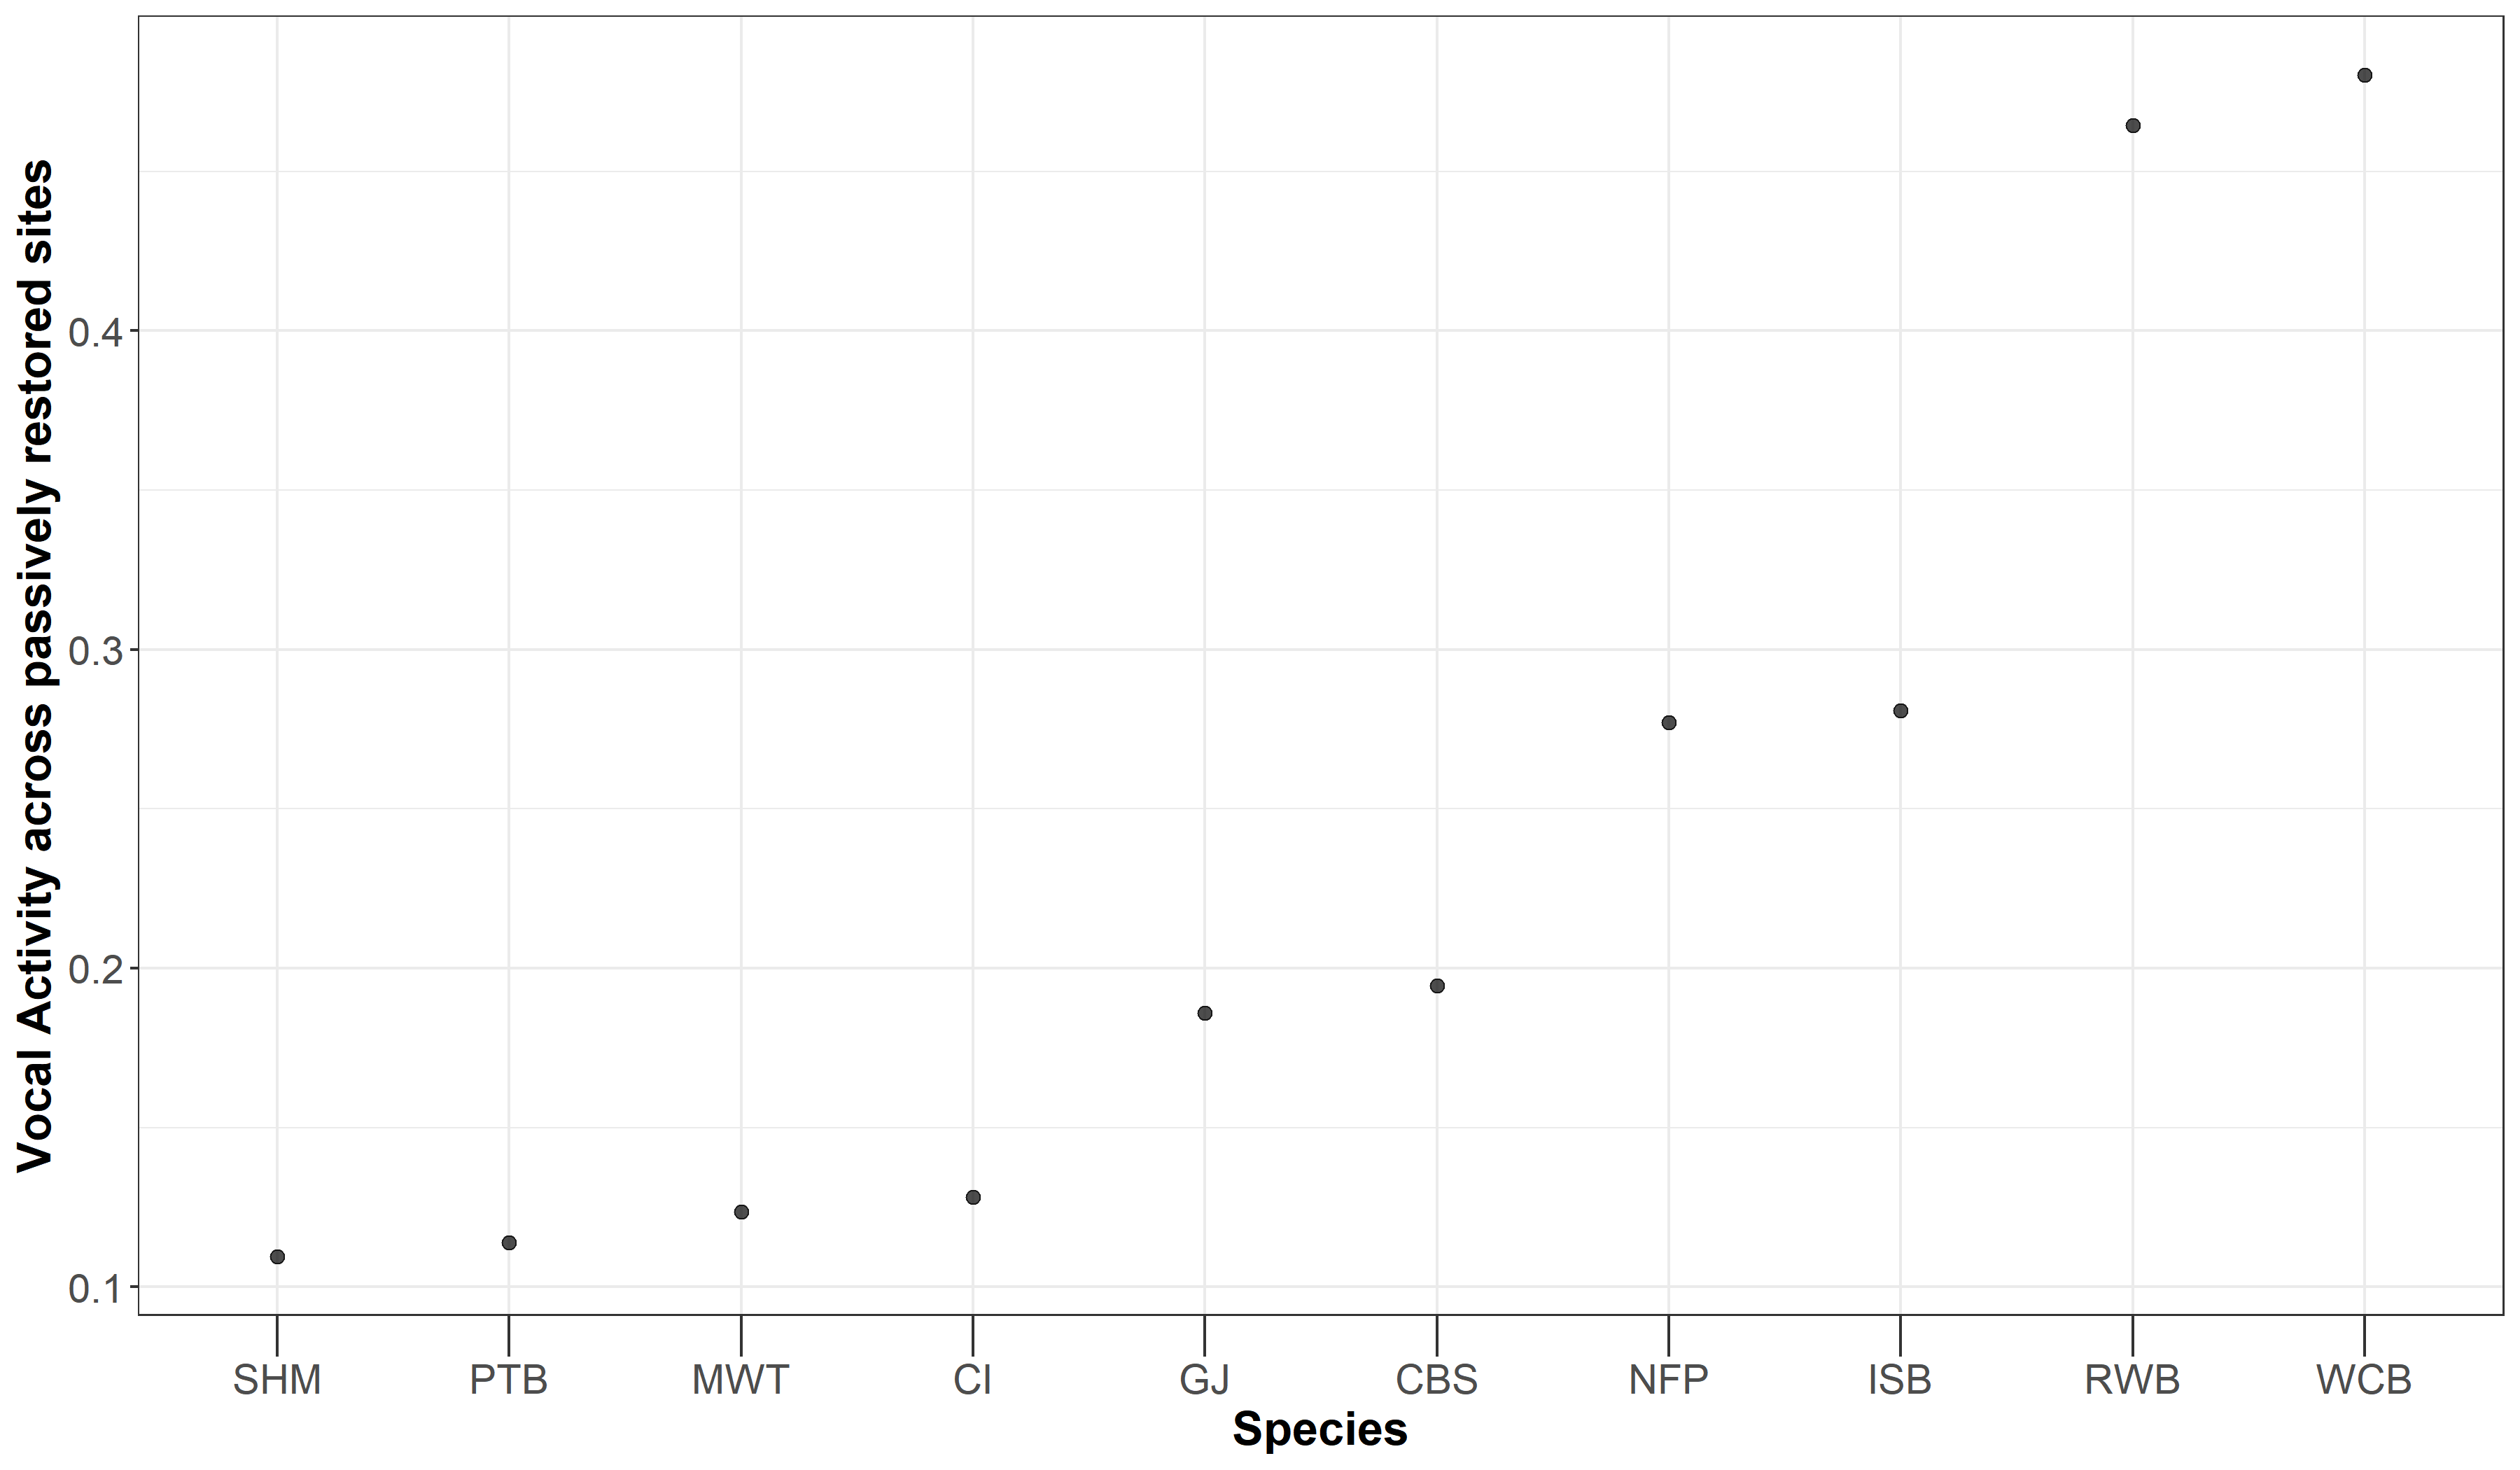 Vocal Activity across passively restored sites
0.4
0.3
0.2
0.1
SHM PTB MWT CI GJ CBS NFP ISB RWB WCB
Species